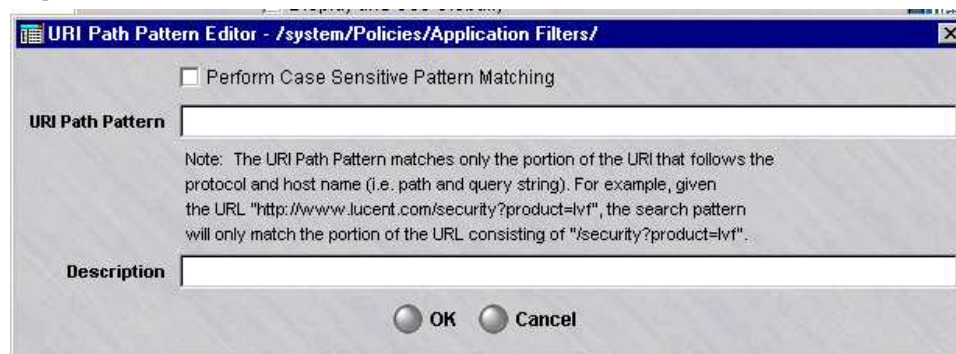 URI Path Pattern Editor - /system/Policies/Application Filters/
Perform Case Sensitive Pattern Matching
URI Path Pattern
Note: The URI Path Pattern matches only the portion of the URI that follows the
protocol and host name (i.e. path and query string). For example, given
the URL "http://www.lucent.com/security?product=lvf", the search pattern
will only match the portion of the URL consisting of "/security?product=lvf".
Description
OK Cancel